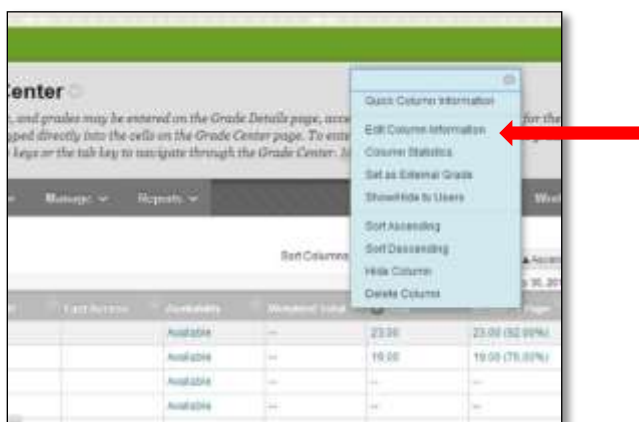 Center
, and grades may be entered on the Grade Details page, acce
for the
typed directly into the cells on the Grade Center page. To ente
keys or the tab key to navigate through the Grade Center.
Quick Column Information
Edit Column Information
Column Statistics
Set as External Grade
Show/Hide to Users
Sort Ascending
Sort Descending
Hide Column
Delete Column
Manage
Reports
Sort Columns
▲Ascen
Last Access
Availability
Weighted Total
Available
--
23.00
23.00 (92.00%)
Available
--
19.00
19.00 (76.00%)
Available
--
--
--
Available
--
--
--